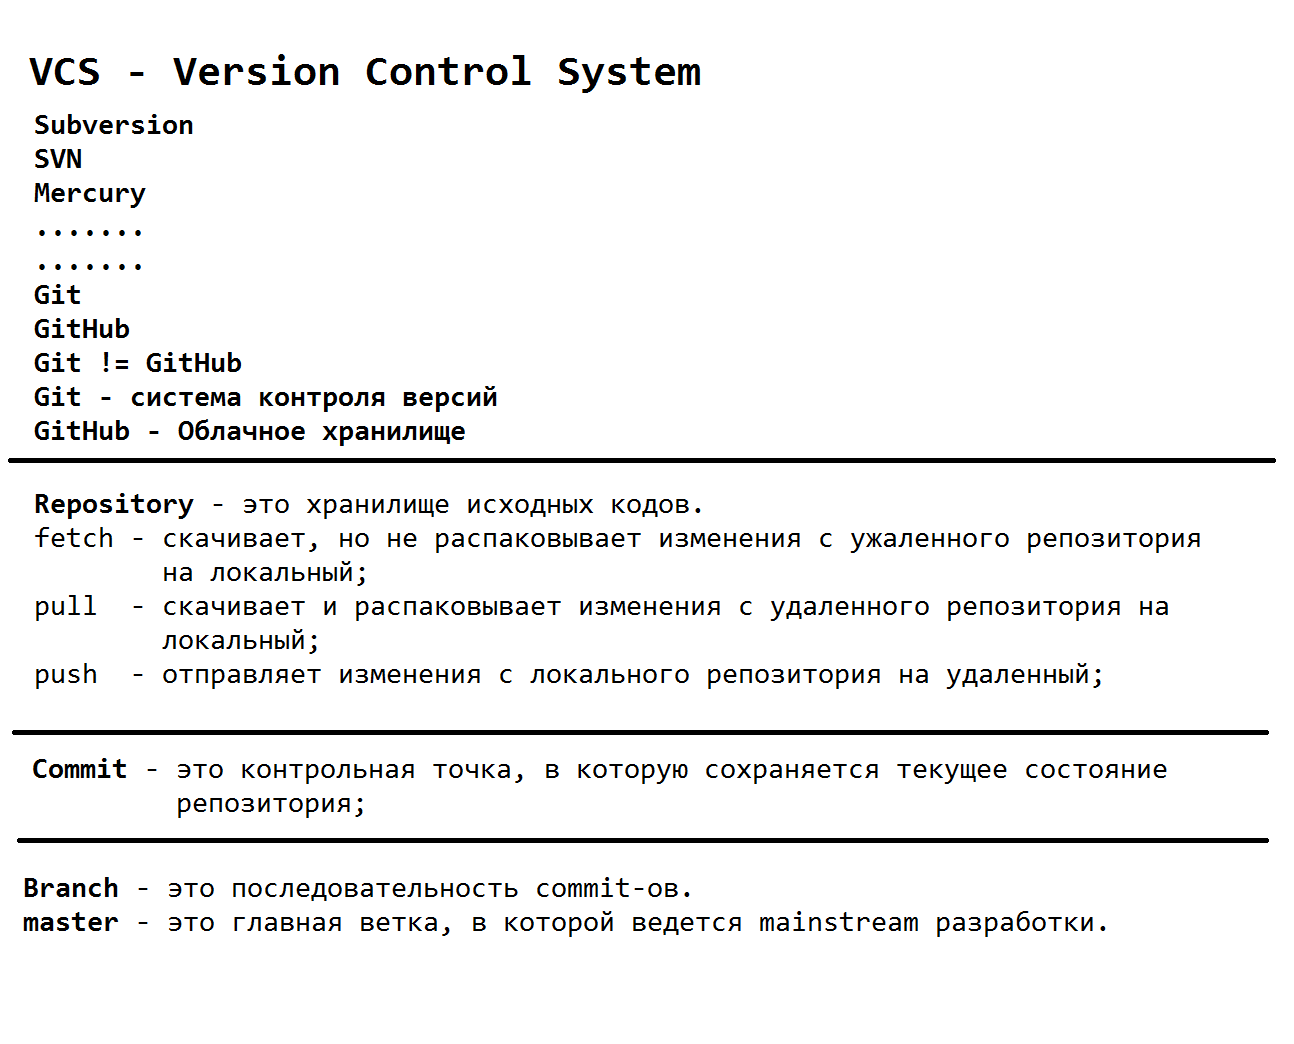 VCS - Version Control System
Subversion
SVN
Mercury
.......
.......
Git
GitHub
Git != GitHub
Git - система контроля версий
GitHub - Облачное хранилище
Repository - это хранилище исходных кодов.
fetch - скачивает, но не распаковывает изменения с ужаленного репозитория
на локальный;
pull - скачивает и распаковывает изменения с удаленного репозитория на
локальный;
push - отправляет изменения с локального репозитория на удаленный;
Commit - это контрольная точка, в которую сохраняется текущее состояние
репозитория;
Branch - это последовательность commit-ов.
master - это главная ветка, в которой ведется mainstream разработки.